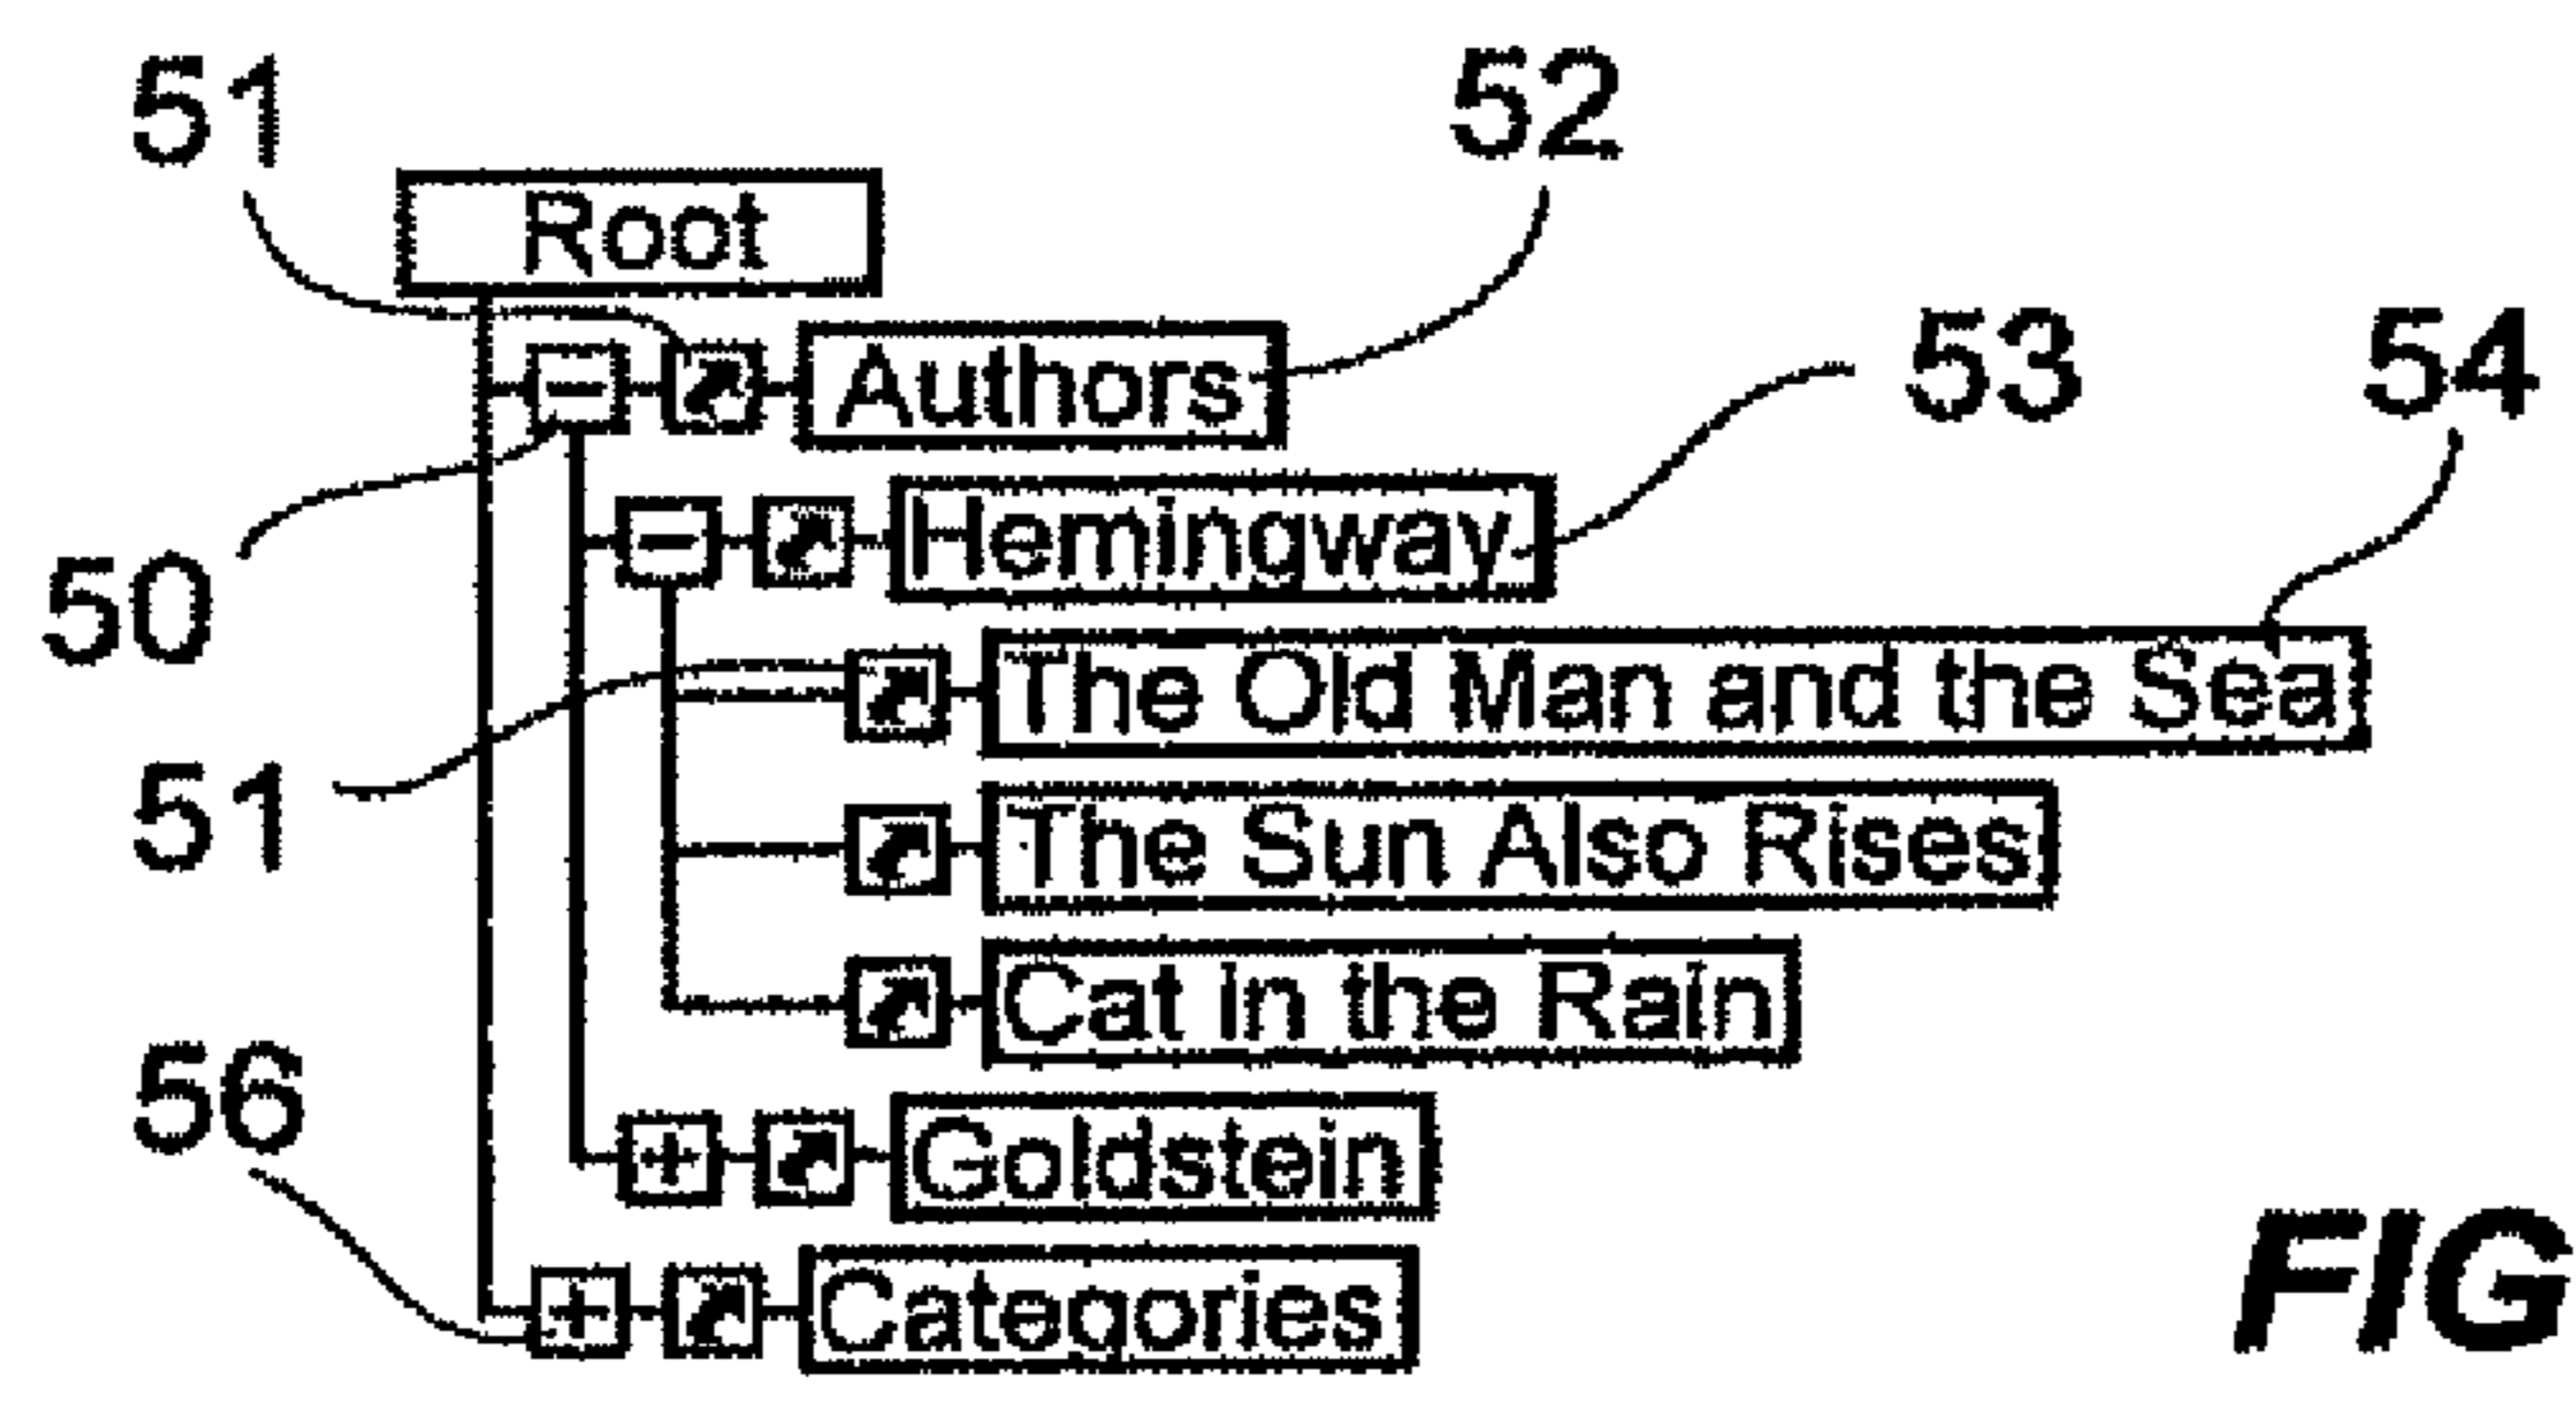 51
52
Root
53
54
Authors
Hemingway
50
The Old Man and the Sea
51
The Sun Also Rises
Cat in the Rain
56
Goldstein
Categories
FIG